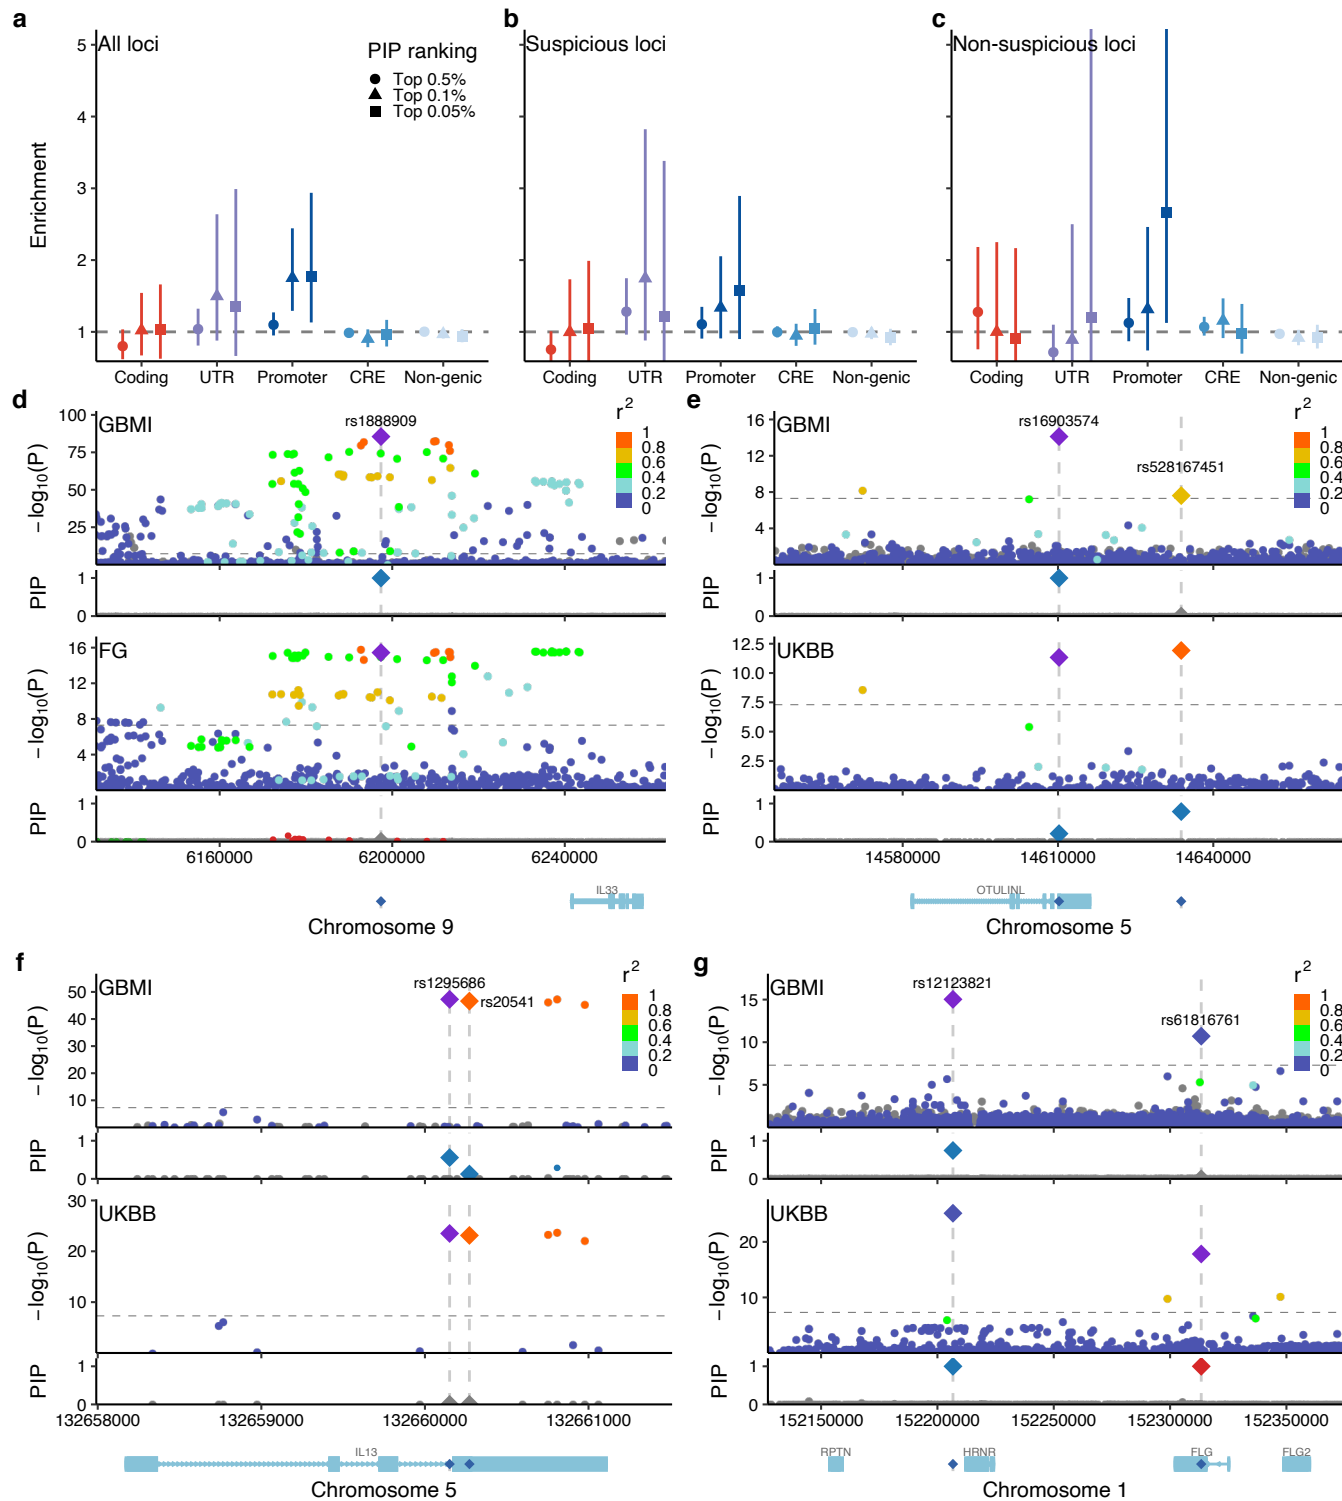 a
b
c
All loci
Suspicious loci
Non-suspicious loci
PIP ranking
Top 0.5%
Top 0.1%
Top 0.05%
Enrichment
5
4
3
2
1
Coding UTR Promoter CRE Non-genic
Coding UTR Promoter CRE Non-genic
Coding UTR Promoter CRE Non-genic
d
GBMI
rs1888909
r²
1
0.8
0.6
0.4
0.2
0
−log₁₀(P)
100
75
50
25
PIP
1
0
FG
−log₁₀(P)
16
12
8
4
PIP
1
0
6160000 6200000 6240000
IL33
Chromosome 9
e
GBMI
rs16903574
rs528167451
r²
1
0.8
0.6
0.4
0.2
0
−log₁₀(P)
16
12
8
4
PIP
1
0
UKBB
−log₁₀(P)
12.5
10.0
7.5
5.0
2.5
PIP
1
0
14580000 14610000 14640000
OTULINL
Chromosome 5
f
GBMI
rs1295686
rs20541
r²
1
0.8
0.6
0.4
0.2
0
−log₁₀(P)
50
40
30
20
10
PIP
1
0
UKBB
−log₁₀(P)
30
20
10
PIP
1
0
132658000 132659000 132660000 132661000
IL13
Chromosome 5
g
GBMI
rs12123821
rs61816761
r²
1
0.8
0.6
0.4
0.2
0
−log₁₀(P)
15
10
5
PIP
1
0
UKBB
−log₁₀(P)
20
10
PIP
1
0
152150000 152200000 152250000 152300000 152350000
RPTN HRNR FLG FLG2
Chromosome 1